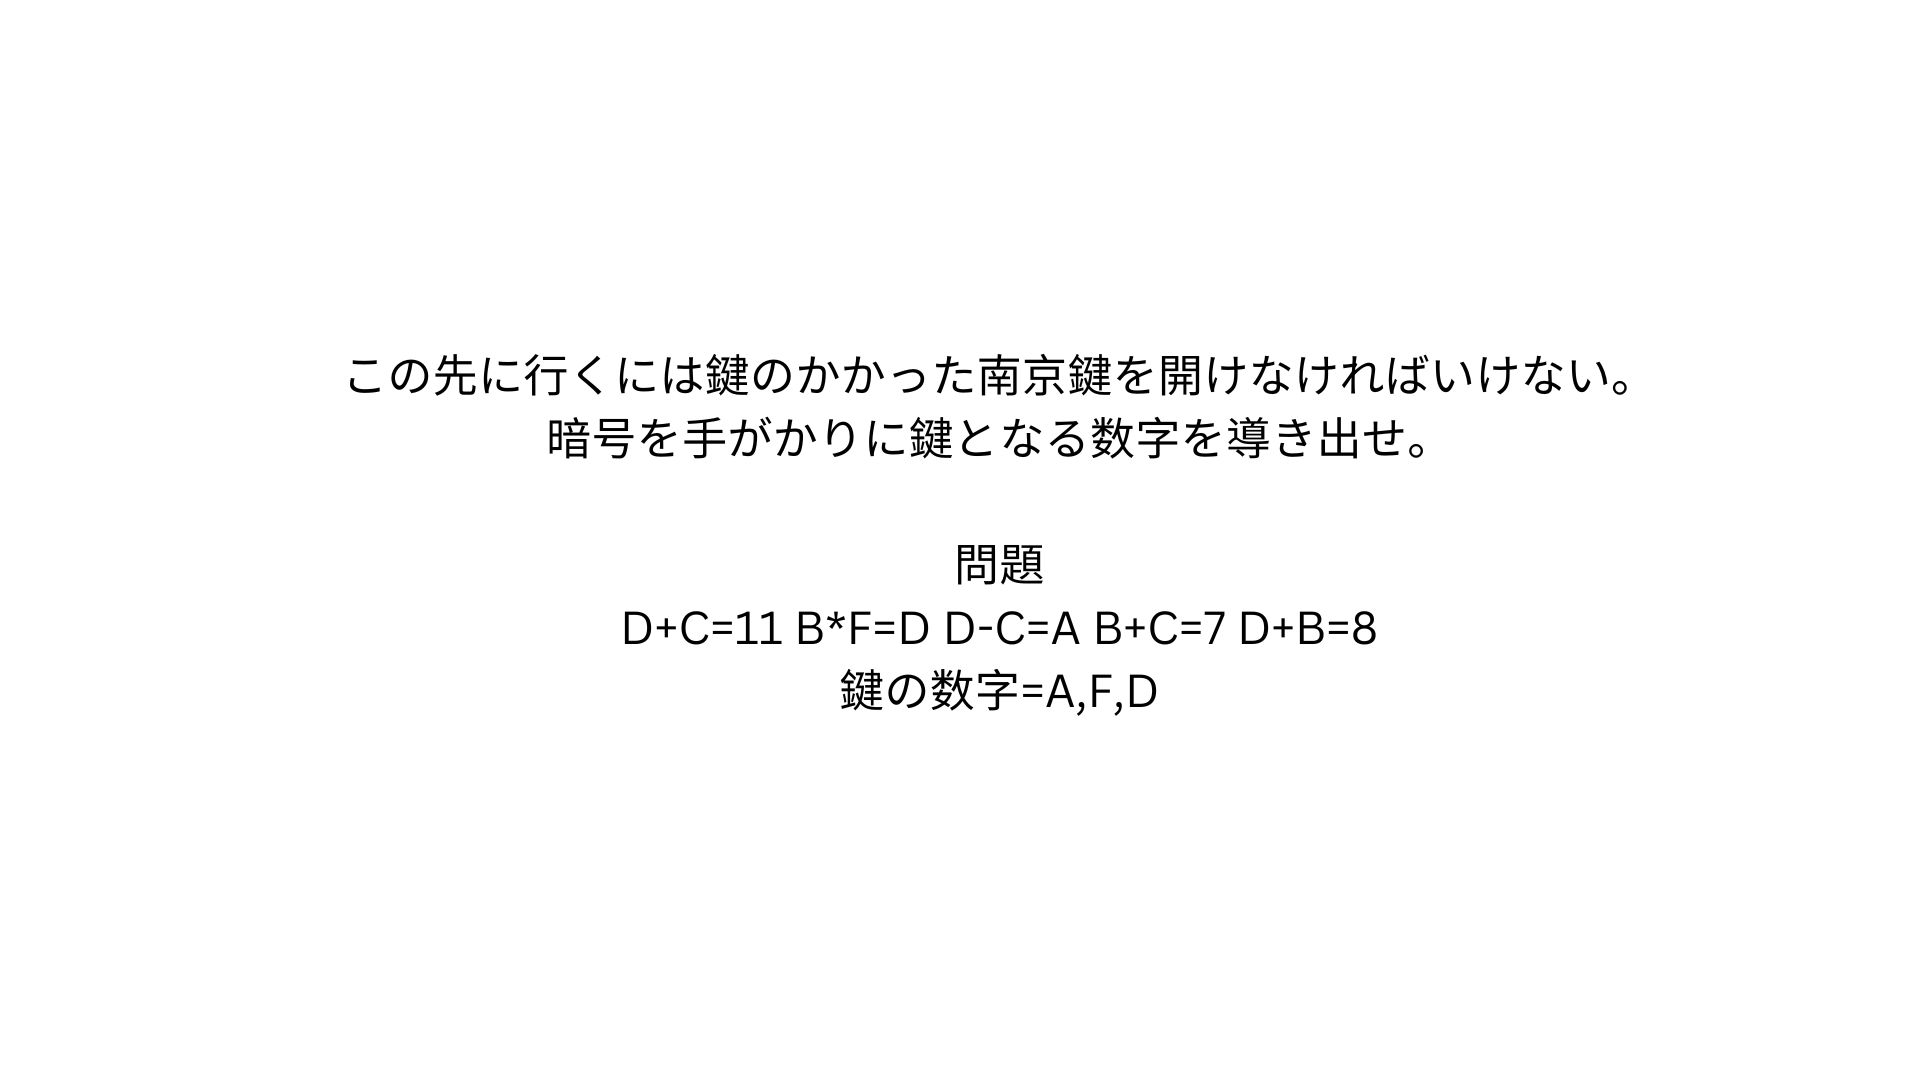 この先に行くには鍵のかかった南京鍵を開けなければいけない。
暗号を手がかりに鍵となる数字を導き出せ。
問題
D+C=11 B*F=D D-C=A B+C=7 D+B=8
鍵の数字=A,F,D